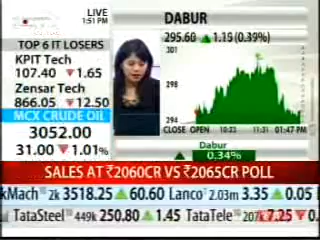 LIVE
1:51 PM
DABUR
295.60 ▲ 1.15 (0.39%)
TOP 6 IT LOSERS
KPIT Tech
107.40 ▼ 1.65
Zensar Tech
866.05 ▼ 12.50
MCX CRUDE OIL
3052.00
31.00 ▼ 1.01%
301
294
CLOSE OPEN 10:23 11:31 01:47 PM
Dabur
▲ 0.34%
SALES AT ₹2060CR VS ₹2065CR POLL
kMach 2k 3518.25 ▲ 60.60 Lanco 2.03m 3.35 ▲ 0.05
TataSteel 449k 250.80 ▲ 1.45 TataTele 207k 7.25 ▼ 0.